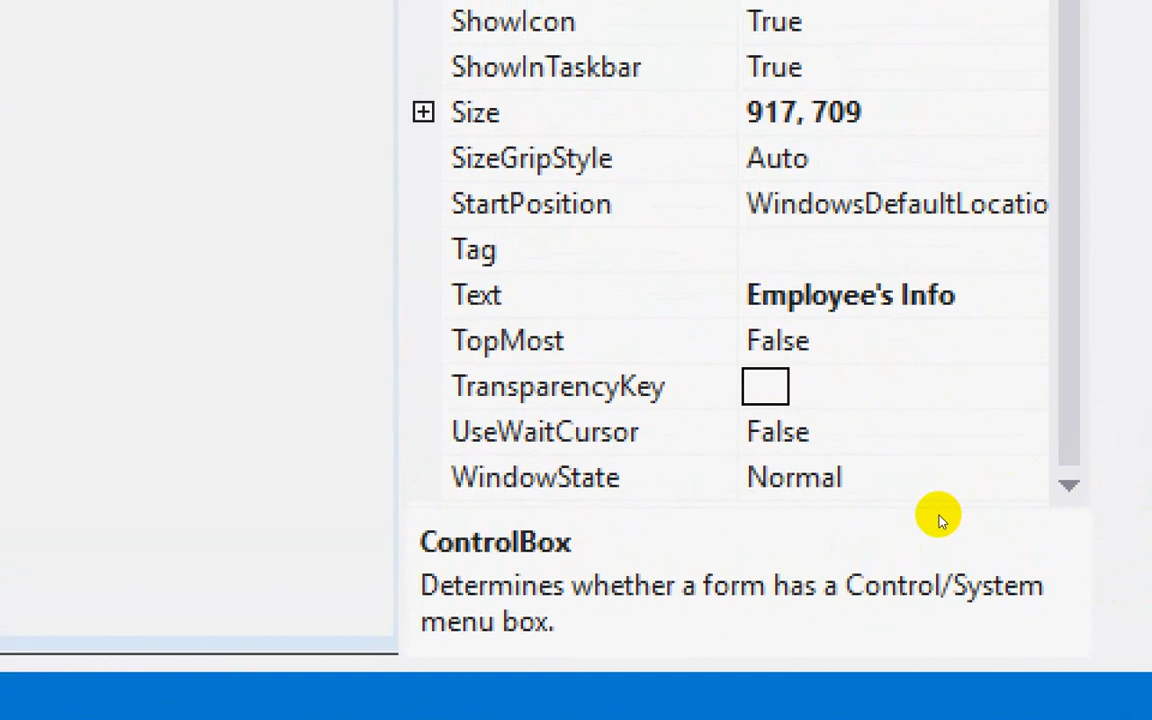 ShowIcon True
ShowInTaskbar True
Size 917, 709
SizeGripStyle Auto
StartPosition WindowsDefaultLocatio
Tag
Text Employee's Info
TopMost False
TransparencyKey
UseWaitCursor False
WindowState Normal
ControlBox
Determines whether a form has a Control/System
menu box.